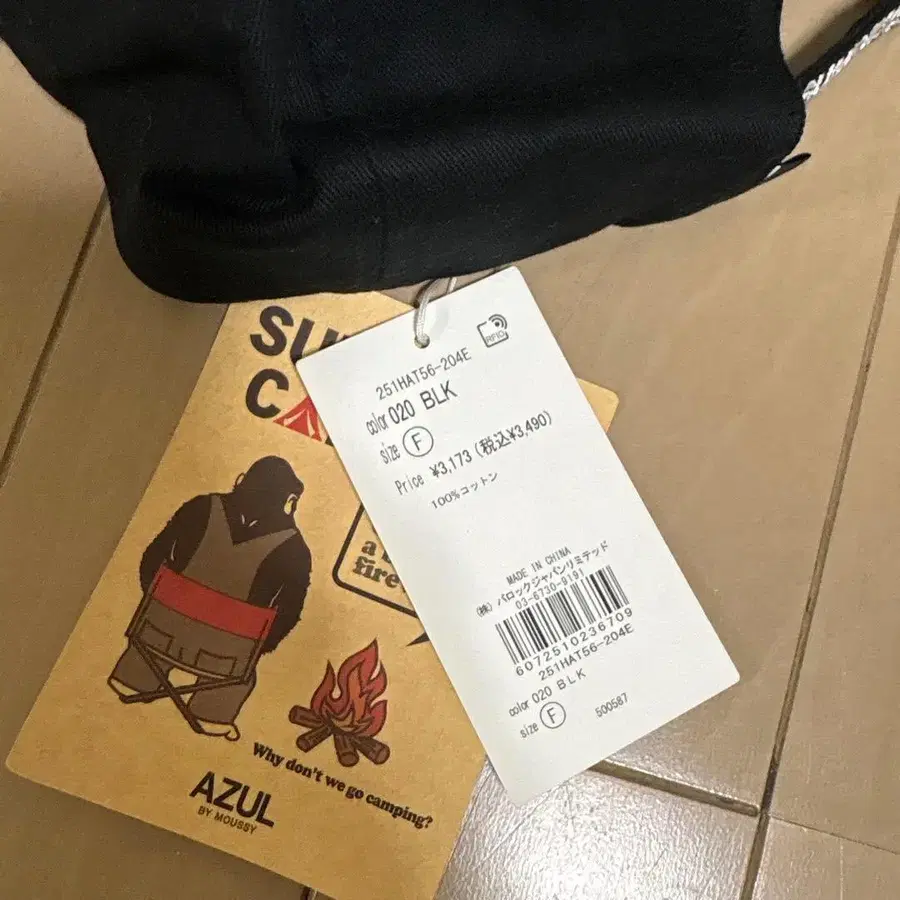 RFID
251HAT56-204E
color 020 BLK
size F
Price ¥3,173 (税込¥3,490)
100%コットン
MADE IN CHINA
(株) バロックジャパンリミテッド
03-6730-9191
6072510236709
251HAT56-204E
color 020 BLK
size F
500587
SU
C
a
fire
Why don't we go camping?
AZUL
BY MOUSSY